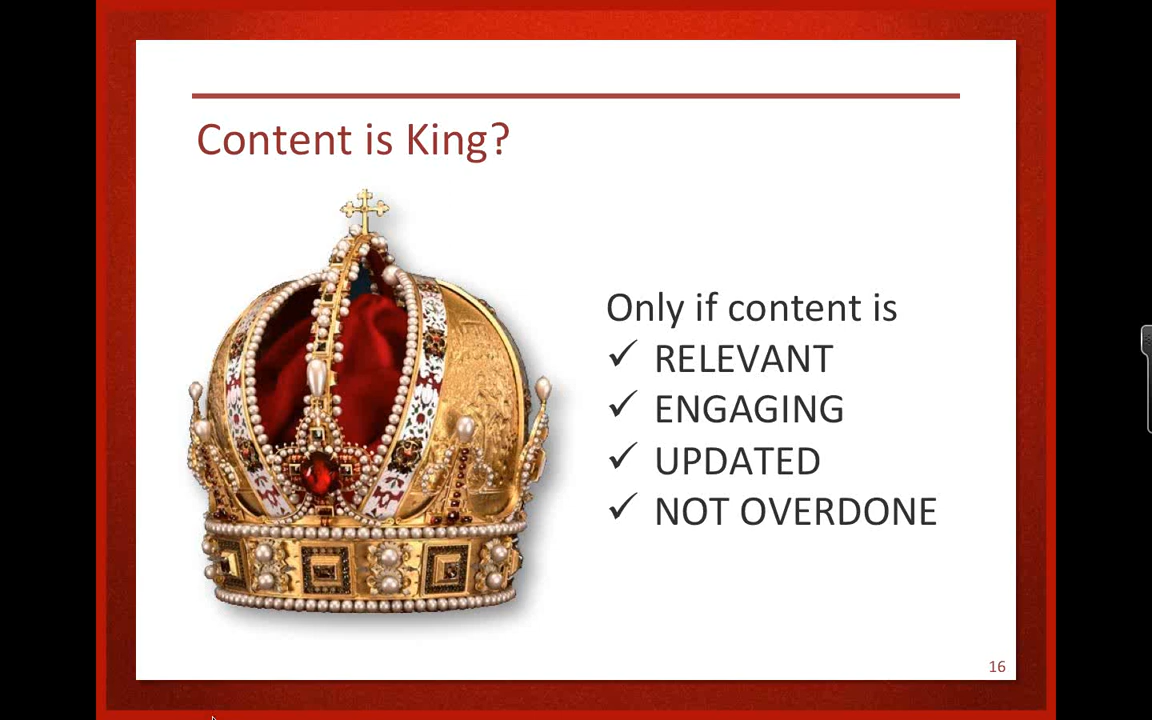 Content is King?
Only if content is
✓ RELEVANT
✓ ENGAGING
✓ UPDATED
✓ NOT OVERDONE
16